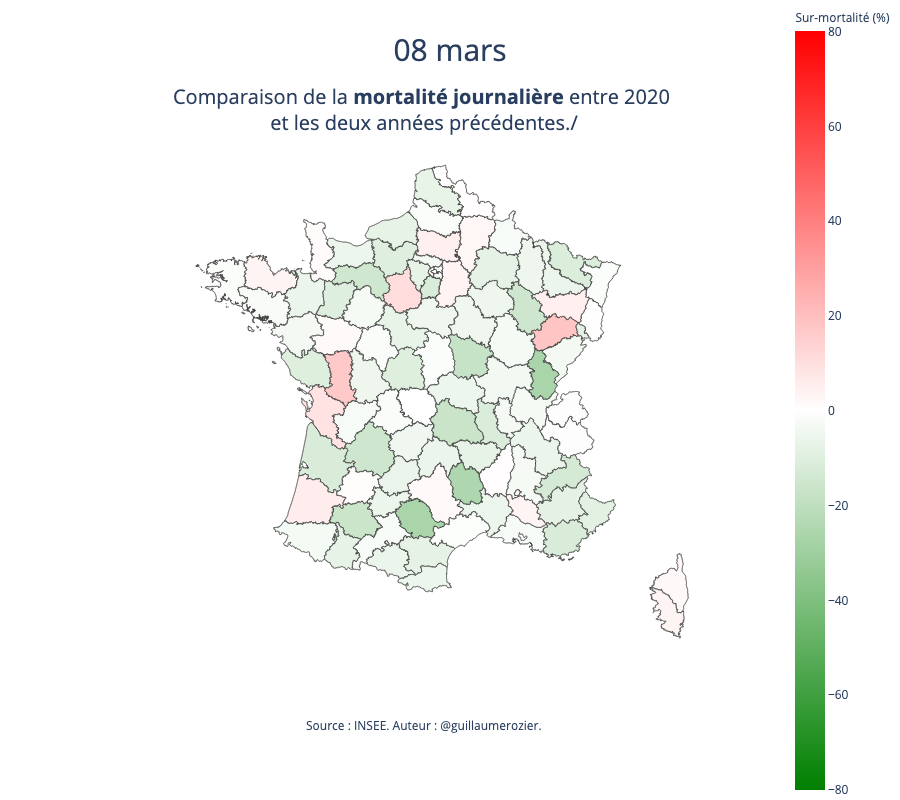 Sur-mortalité (%)
08 mars
Comparaison de la mortalité journalière entre 2020
et les deux années précédentes./
80
60
40
20
0
−20
−40
−60
−80
Source : INSEE. Auteur : @guillaumerozier.